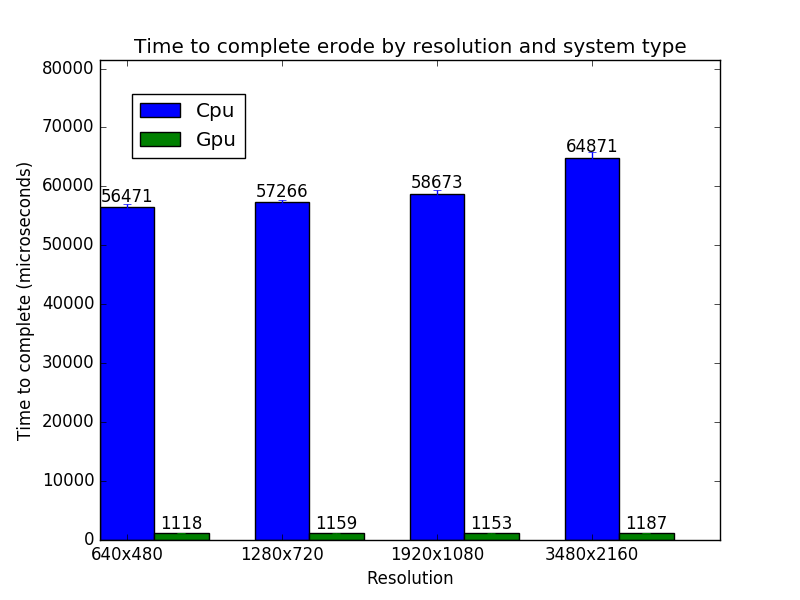 Time to complete erode by resolution and system type
80000
70000
60000
50000
40000
30000
20000
10000
0
Time to complete (microseconds)
Cpu
Gpu
56471
57266
58673
64871
1118
1159
1153
1187
640x480
1280x720
1920x1080
3480x2160
Resolution